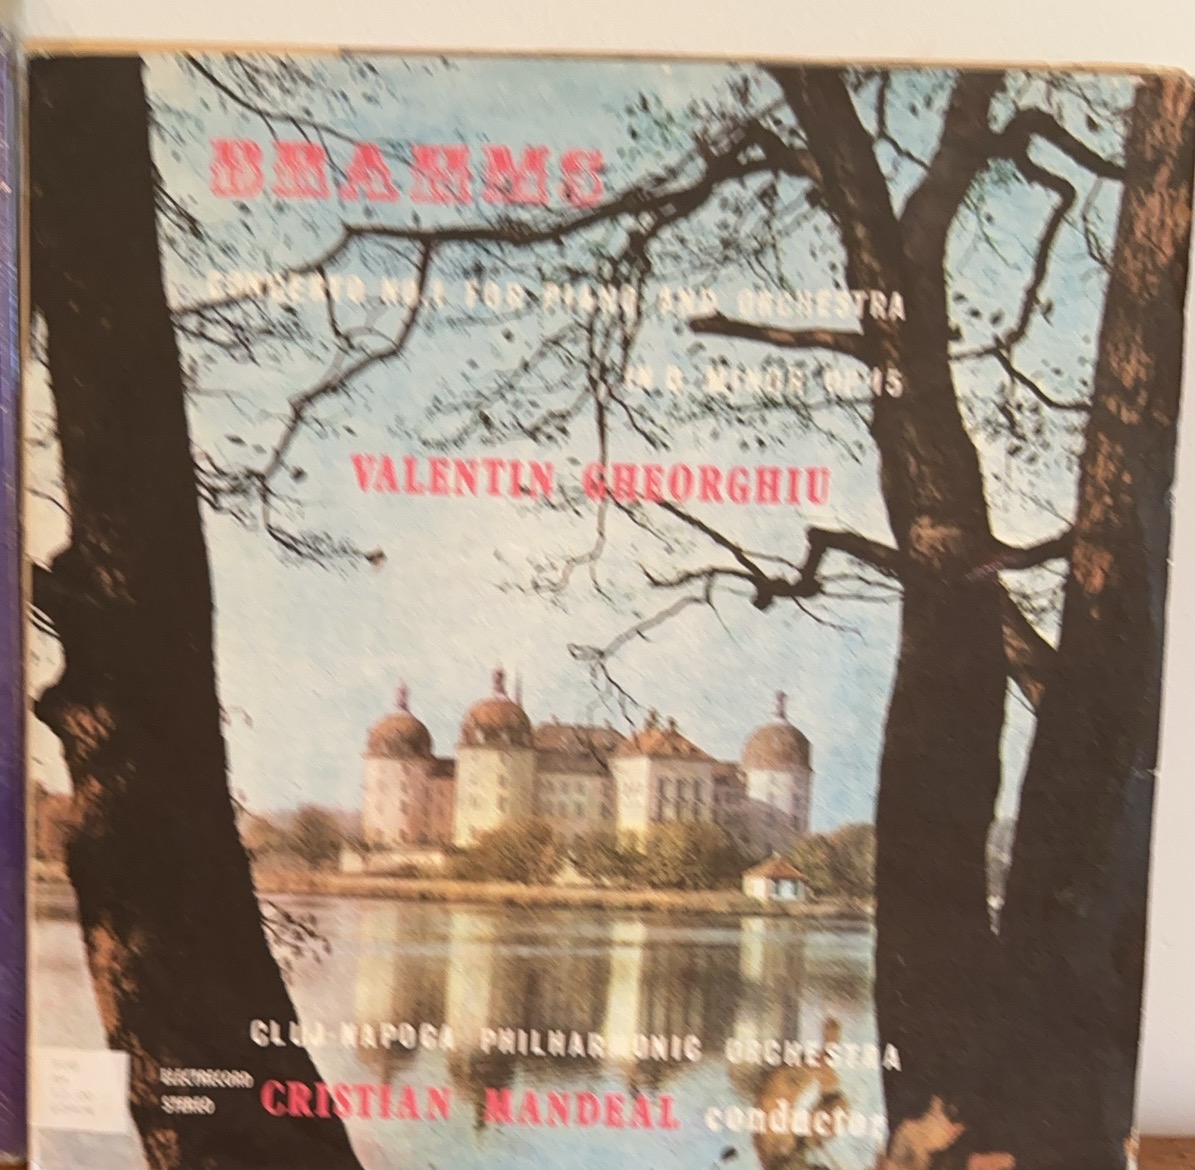 BRAHMS
CONCERTO No.1 FOR PIANO AND ORCHESTRA
IN D MINOR OP.15
VALENTIN GHEORGHIU
CLUJ-NAPOCA PHILHARMONIC ORCHESTRA
ELECTRECORD
STEREO
CRISTIAN MANDEAL conductor